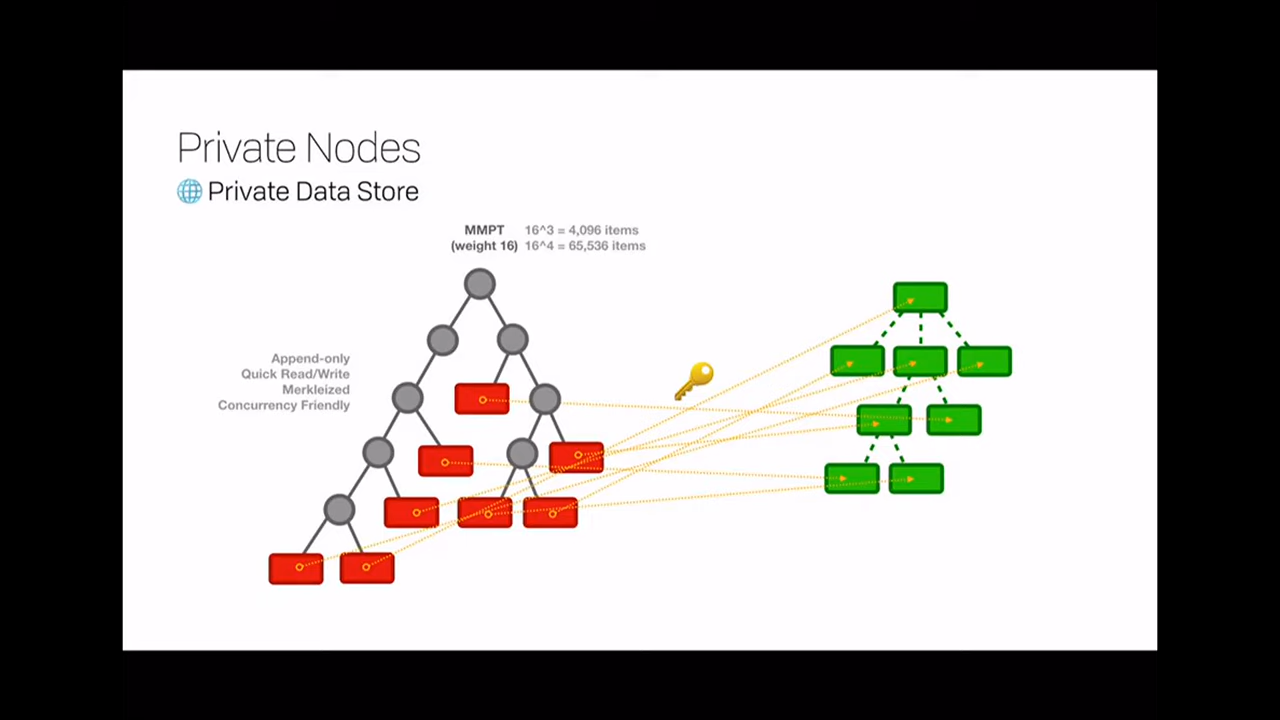 Private Nodes
Private Data Store
MMPT 16^3 = 4,096 items
(weight 16) 16^4 = 65,536 items
Append-only
Quick Read/Write
Merkleized
Concurrency Friendly